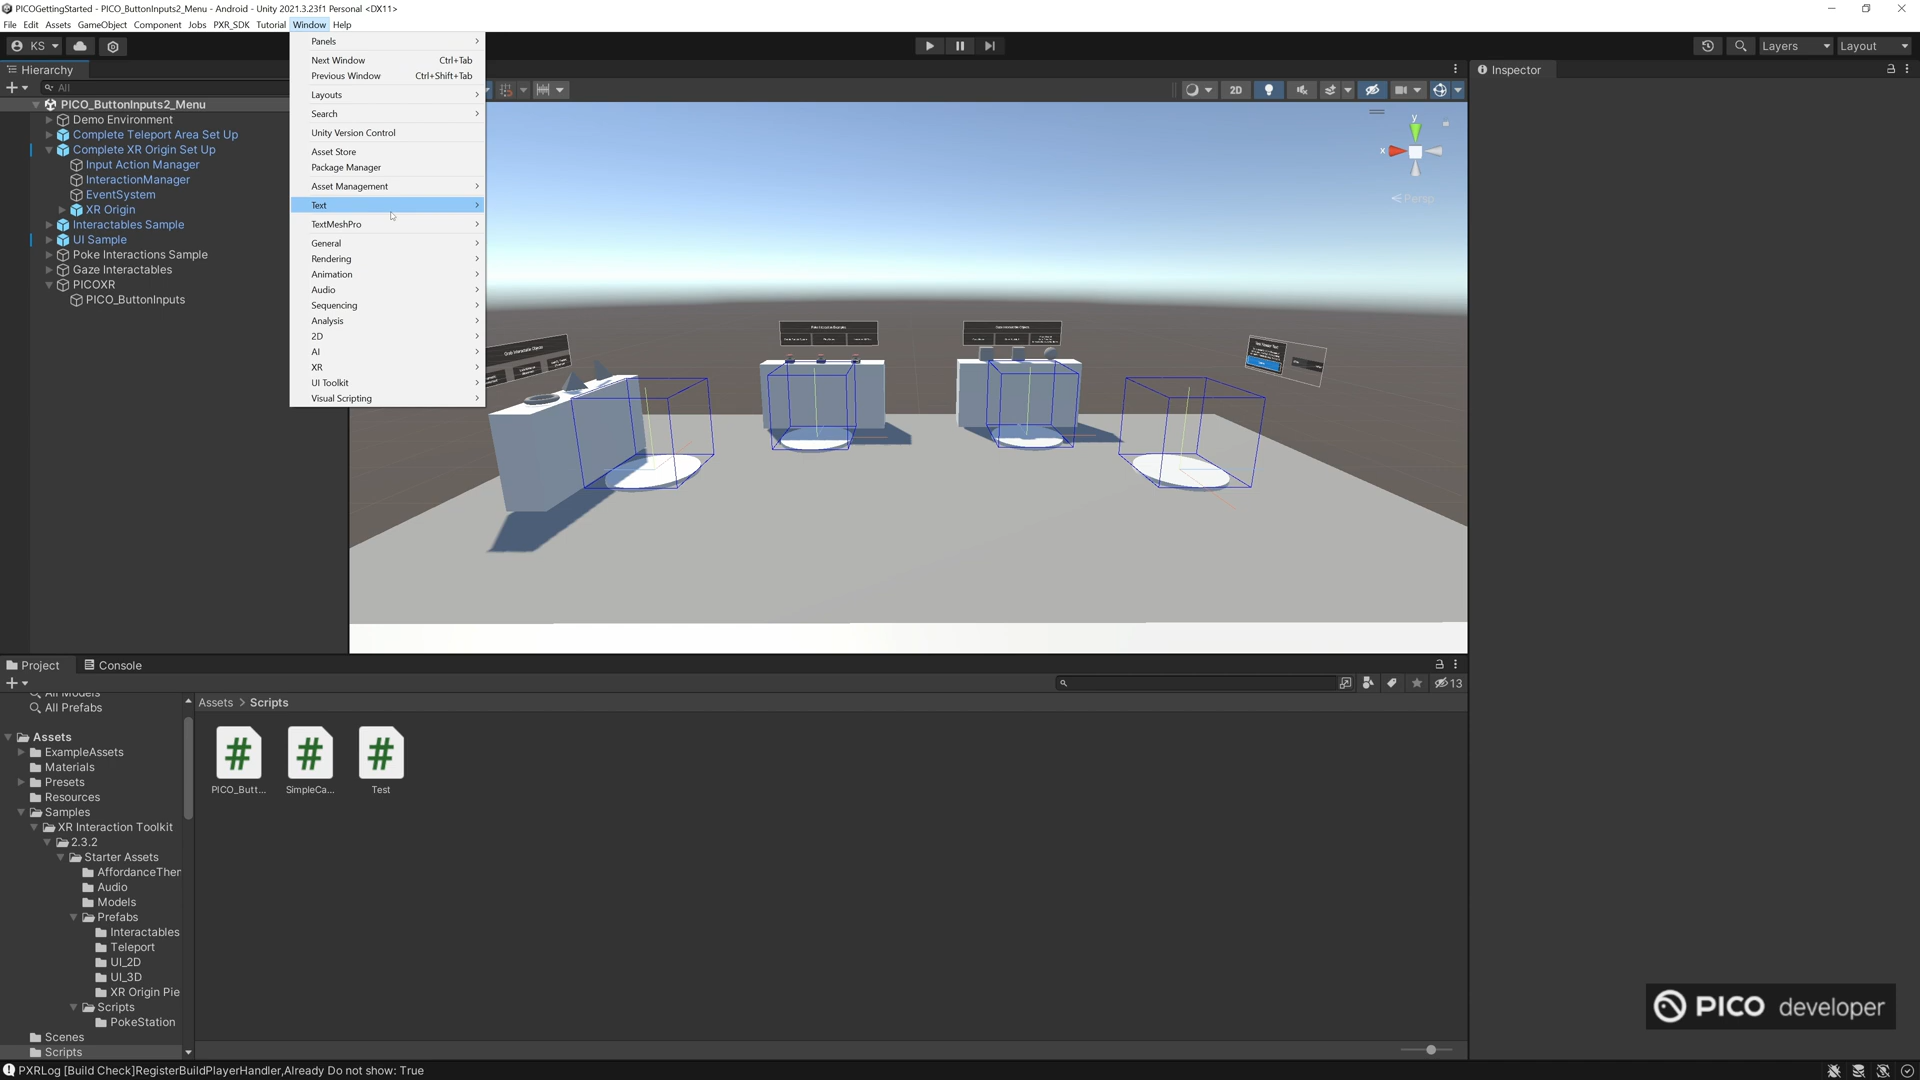 PICOGettingStarted - PICO_ButtonInputs2_Menu - Android - Unity 2021.3.23f1 Personal <DX11>
File Edit Assets GameObject Component Jobs PXR_SDK Tutorial Window Help
KS
Layers
Layout
Hierarchy
All
PICO_ButtonInputs2_Menu
Demo Environment
Complete Teleport Area Set Up
Complete XR Origin Set Up
Input Action Manager
InteractionManager
EventSystem
XR Origin
Interactables Sample
UI Sample
Poke Interactions Sample
Gaze Interactables
PICOXR
PICO_ButtonInputs
Panels
Next Window Ctrl+Tab
Previous Window Ctrl+Shift+Tab
Layouts
Search
Unity Version Control
Asset Store
Package Manager
Asset Management
Text
TextMeshPro
General
Rendering
Animation
Audio
Sequencing
Analysis
2D
AI
XR
UI Toolkit
Visual Scripting
2D
y
x
Persp
Inspector
Project
Console
13
All Models
All Prefabs
Assets
ExampleAssets
Materials
Presets
Resources
Samples
XR Interaction Toolkit
2.3.2
Starter Assets
AffordanceTher
Audio
Models
Prefabs
Interactables
Teleport
UI_2D
UI_3D
XR Origin Pie
Scripts
PokeStation
Scenes
Scripts
Assets > Scripts
PICO_Butt...
SimpleCa...
Test
PICO developer
PXRLog [Build Check]RegisterBuildPlayerHandler,Already Do not show: True